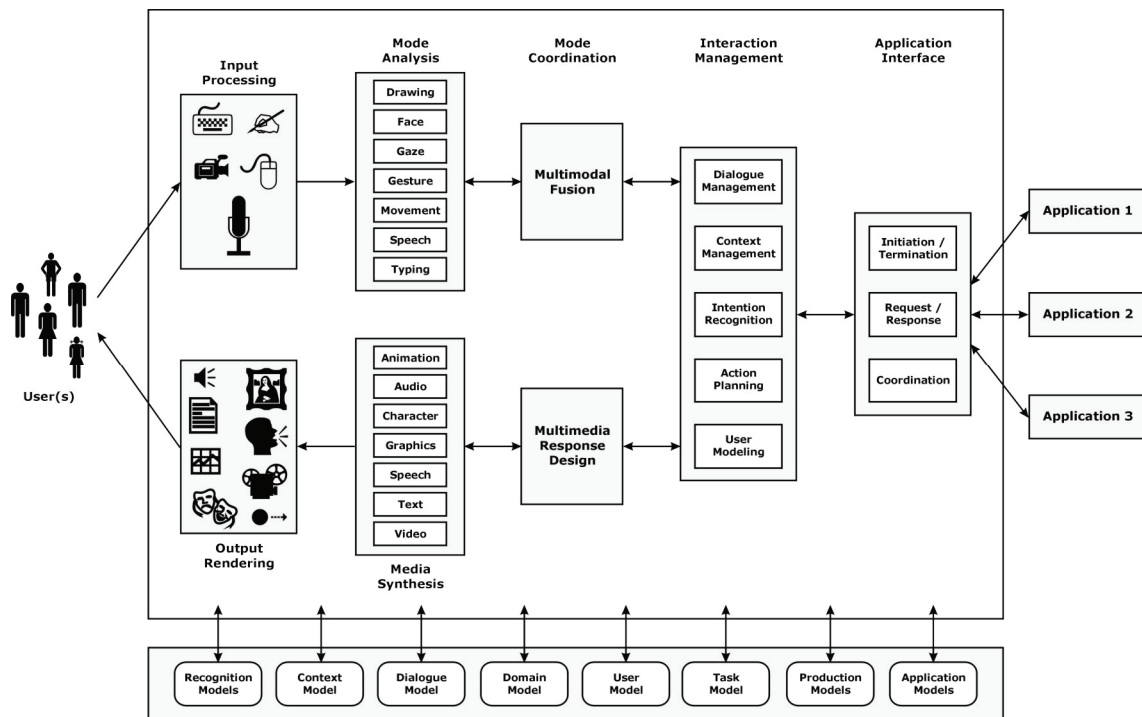 Input
Processing
Mode
Analysis
Mode
Coordination
Interaction
Management
Application
Interface
Drawing
Face
Gaze
Gesture
Movement
Speech
Typing
Multimodal
Fusion
Dialogue
Management
Context
Management
Intention
Recognition
Action
Planning
User
Modeling
Initiation /
Termination
Request /
Response
Coordination
Application 1
Application 2
Application 3
User(s)
Animation
Audio
Character
Graphics
Speech
Text
Video
Multimedia
Response
Design
Output
Rendering
Media
Synthesis
Recognition
Models
Context
Model
Dialogue
Model
Domain
Model
User
Model
Task
Model
Production
Models
Application
Models